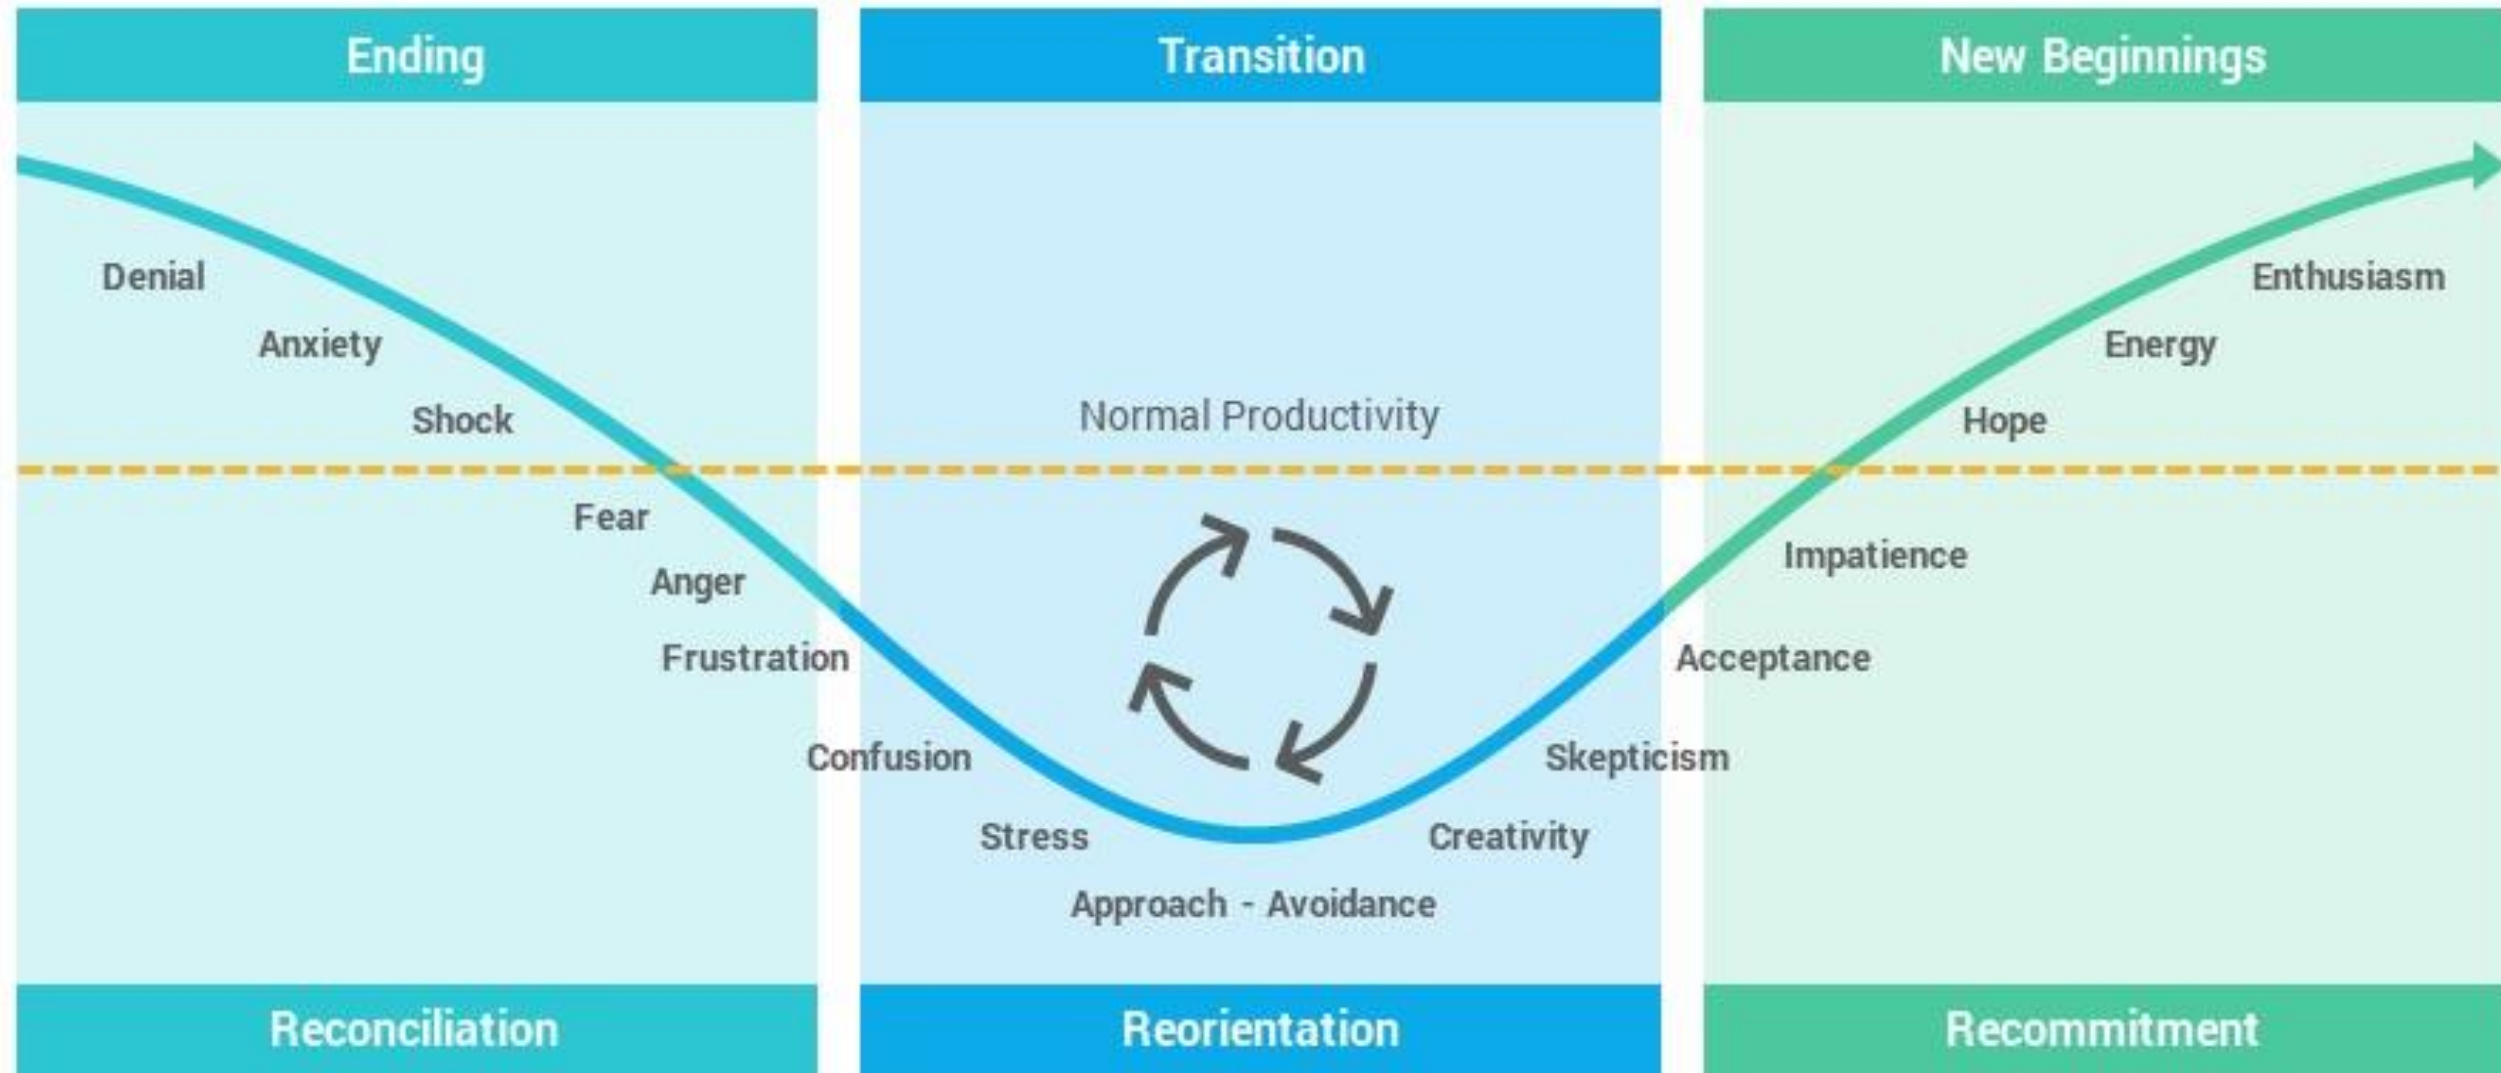 Ending
Transition
New Beginnings
Denial
Enthusiasm
Anxiety
Energy
Shock
Normal Productivity
Hope
Fear
Impatience
Anger
Frustration
Acceptance
Confusion
Skepticism
Stress
Creativity
Approach - Avoidance
Reconciliation
Reorientation
Recommitment